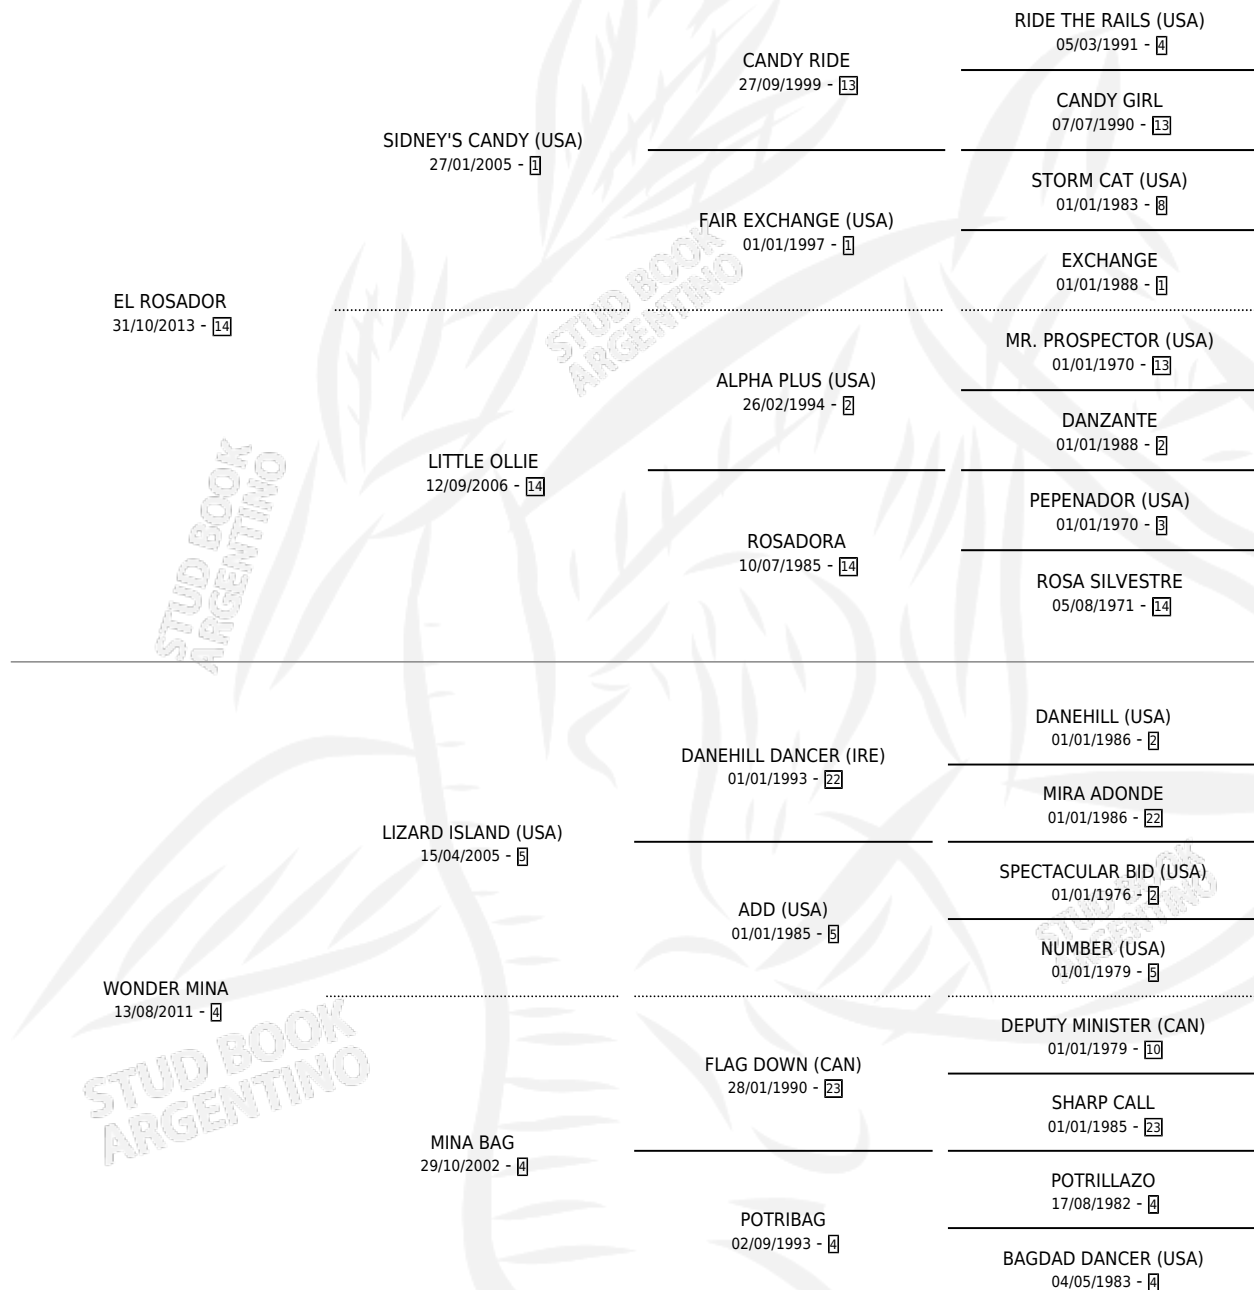 RIDE THE RAILS (USA)
05/03/1991 - 4
CANDY RIDE
27/09/1999 - 13
CANDY GIRL
07/07/1990 - 13
SIDNEY'S CANDY (USA)
27/01/2005 - 1
STORM CAT (USA)
01/01/1983 - 8
FAIR EXCHANGE (USA)
01/01/1997 - 1
EXCHANGE
01/01/1988 - 1
EL ROSADOR
31/10/2013 - 14
MR. PROSPECTOR (USA)
01/01/1970 - 13
ALPHA PLUS (USA)
26/02/1994 - 2
DANZANTE
01/01/1988 - 2
LITTLE OLLIE
12/09/2006 - 14
PEPENADOR (USA)
01/01/1970 - 3
ROSADORA
10/07/1985 - 14
ROSA SILVESTRE
05/08/1971 - 14
STUD BOOK
ARGENTINO
STUD BOOK
ARGENTINO
DANEHILL (USA)
01/01/1986 - 2
DANEHILL DANCER (IRE)
01/01/1993 - 22
MIRA ADONDE
01/01/1986 - 22
LIZARD ISLAND (USA)
15/04/2005 - 5
SPECTACULAR BID (USA)
01/01/1976 - 2
ADD (USA)
01/01/1985 - 5
NUMBER (USA)
01/01/1979 - 5
WONDER MINA
13/08/2011 - 4
DEPUTY MINISTER (CAN)
01/01/1979 - 10
FLAG DOWN (CAN)
28/01/1990 - 23
SHARP CALL
01/01/1985 - 23
MINA BAG
29/10/2002 - 4
POTRILLAZO
17/08/1982 - 4
POTRIBAG
02/09/1993 - 4
BAGDAD DANCER (USA)
04/05/1983 - 4
STUD BOOK
ARGENTINO
STUD BOOK
ARGENTINO